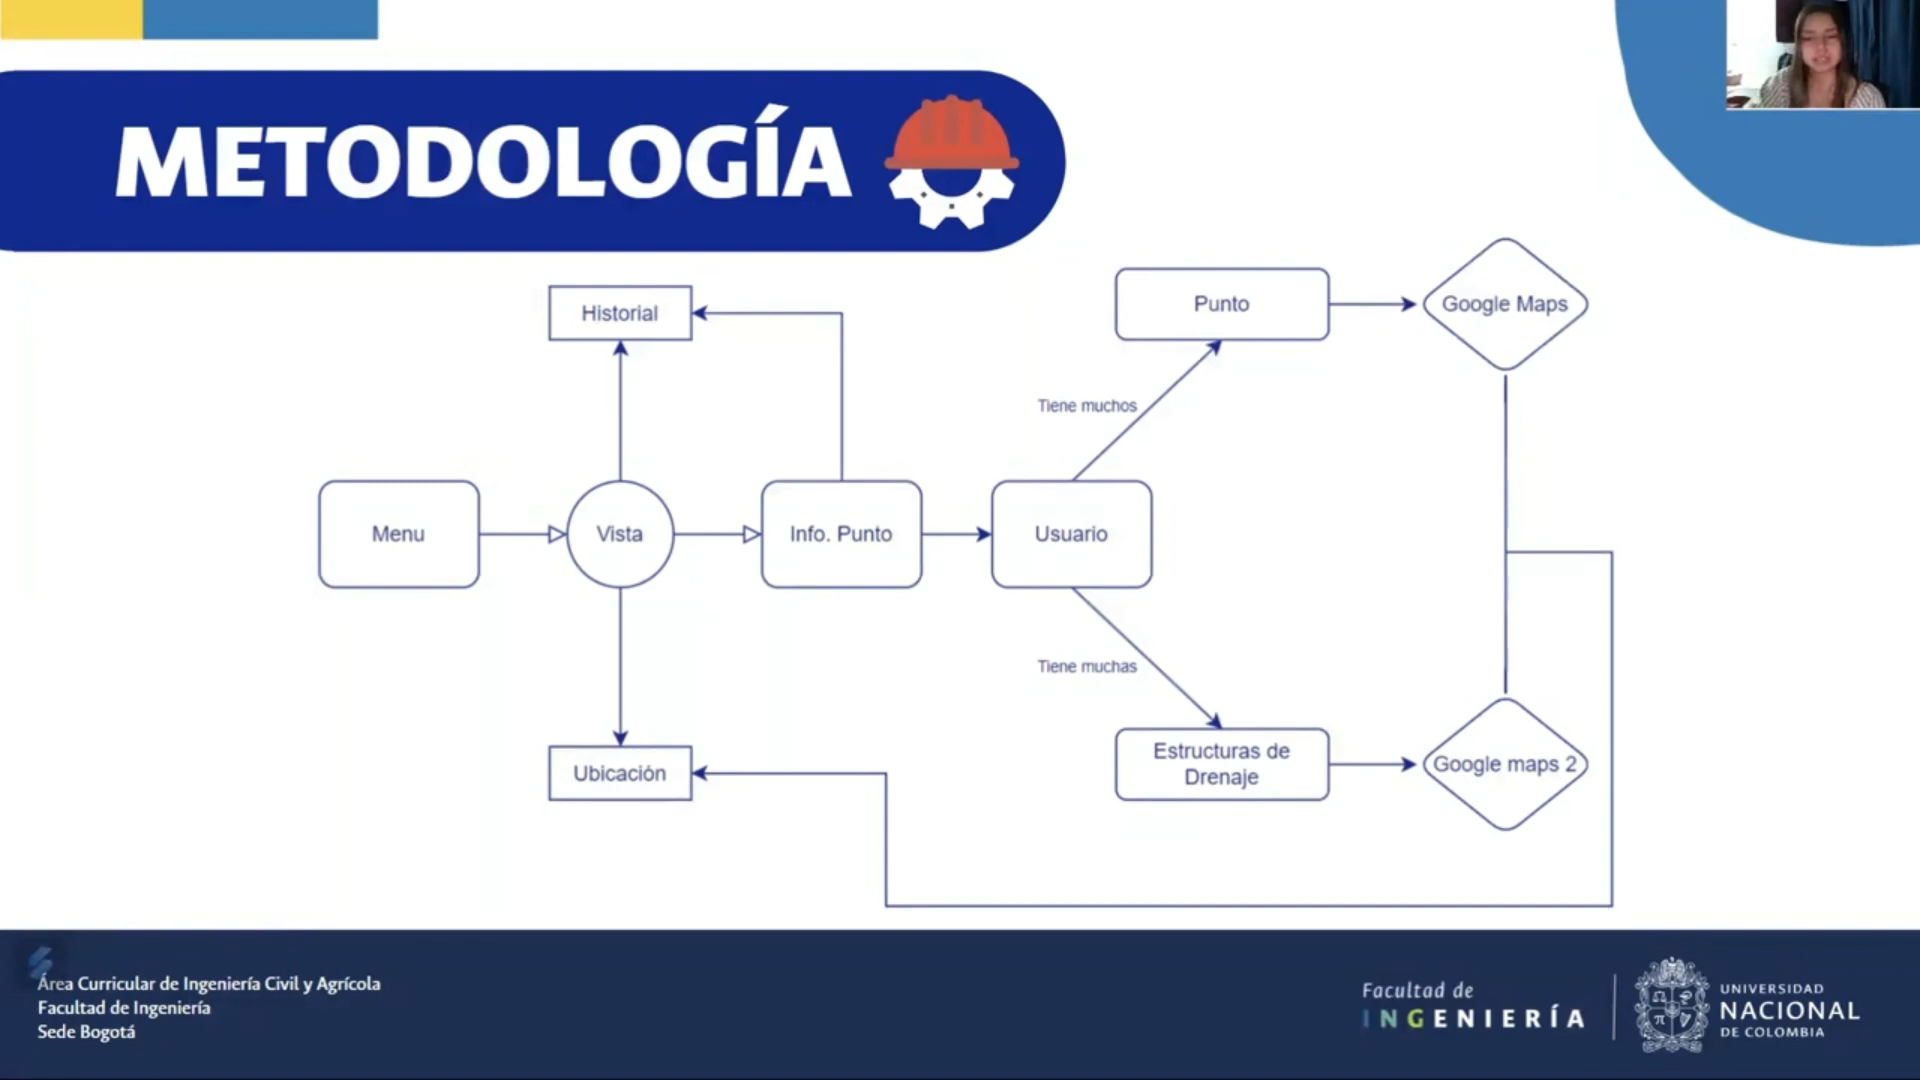 METODOLOGÍA
Historial
Punto
Google Maps
Tiene muchos
Menu
Vista
Info. Punto
Usuario
Tiene muchas
Ubicación
Estructuras de
Drenaje
Google maps 2
Área Curricular de Ingeniería Civil y Agrícola
Facultad de Ingeniería
Sede Bogotá
Facultad de
INGENIERÍA
UNIVERSIDAD
NACIONAL
DE COLOMBIA